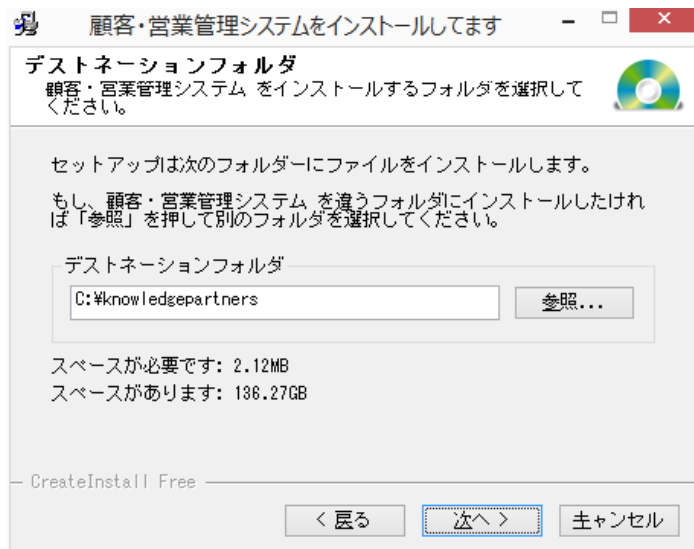 顧客・営業管理システムをインストールしてます
デストネーションフォルダ
顧客・営業管理システム をインストールするフォルダを選択して
ください。
セットアップは次のフォルダーにファイルをインストールします。
もし、顧客・営業管理システム を違うフォルダにインストールしたけれ
ば「参照」を押して別のフォルダを選択してください。
デストネーションフォルダ
C:¥knowledgepartners
参照...
スペースが必要です: 2.12MB
スペースがあります: 136.27GB
CreateInstall Free
< 戻る
次へ >
キャンセル